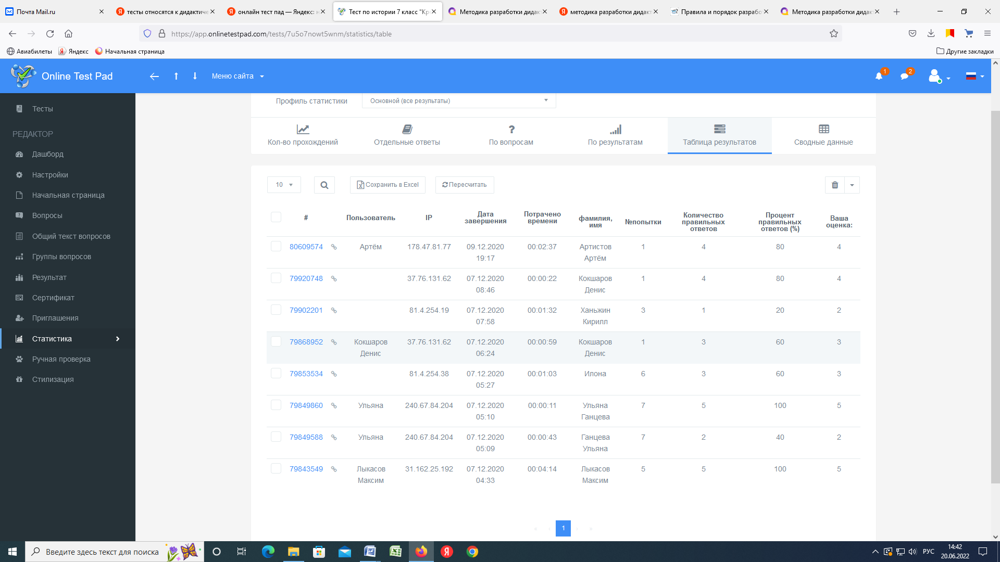 Почта Mail.ru
тесты относятся к дидактиче
онлайн тест пад — Яндекс: н
Тест по истории 7 класс "Кр
Методика разработки дидак
методика разработки дидакт
Правила и порядок разрабо
Методика разработки дидак
https://app.onlinetestpad.com/tests/7u5o7nowt5wnm/statistics/table
Авиабилеты
Яндекс
Начальная страница
Другие закладки
Online Test Pad
Меню сайта
1
2
Тесты
РЕДАКТОР
Дашборд
Настройки
Начальная страница
Вопросы
Общий текст вопросов
Группы вопросов
Результат
Сертификат
Приглашения
Статистика
Ручная проверка
Стилизация
Профиль статистики
Основной (все результаты)
Кол-во прохождений
Отдельные ответы
По вопросам
По результатам
Таблица результатов
Сводные данные
10
Сохранить в Excel
Пересчитать
# Пользователь IP Дата завершения Потрачено времени фамилия, имя №попытки Количество правильных ответов Процент правильных ответов (%) Ваша оценка:
80609574 Артём 178.47.81.77 09.12.2020 19:17 00:02:37 Артистов Артём 1 4 80 4
79920748 37.76.131.62 07.12.2020 08:46 00:00:22 Кокшаров Денис 1 4 80 4
79902201 81.4.254.19 07.12.2020 07:58 00:01:32 Ханьжин Кирилл 3 1 20 2
79868952 Кокшаров Денис 37.76.131.62 07.12.2020 06:24 00:00:59 Кокшаров Денис 1 3 60 3
79853534 81.4.254.38 07.12.2020 05:27 00:01:03 Илона 6 3 60 3
79849860 Ульяна 240.67.84.204 07.12.2020 05:10 00:00:11 Ульяна Ганцева 7 5 100 5
79849588 Ульяна 240.67.84.204 07.12.2020 05:09 00:00:43 Ганцева Ульяна 7 2 40 2
79843549 Лыкасов Максим 31.162.25.192 07.12.2020 04:33 00:04:14 Лыкасов Максим 5 5 100 5
1
Введите здесь текст для поиска
РУС
14:42
20.06.2022